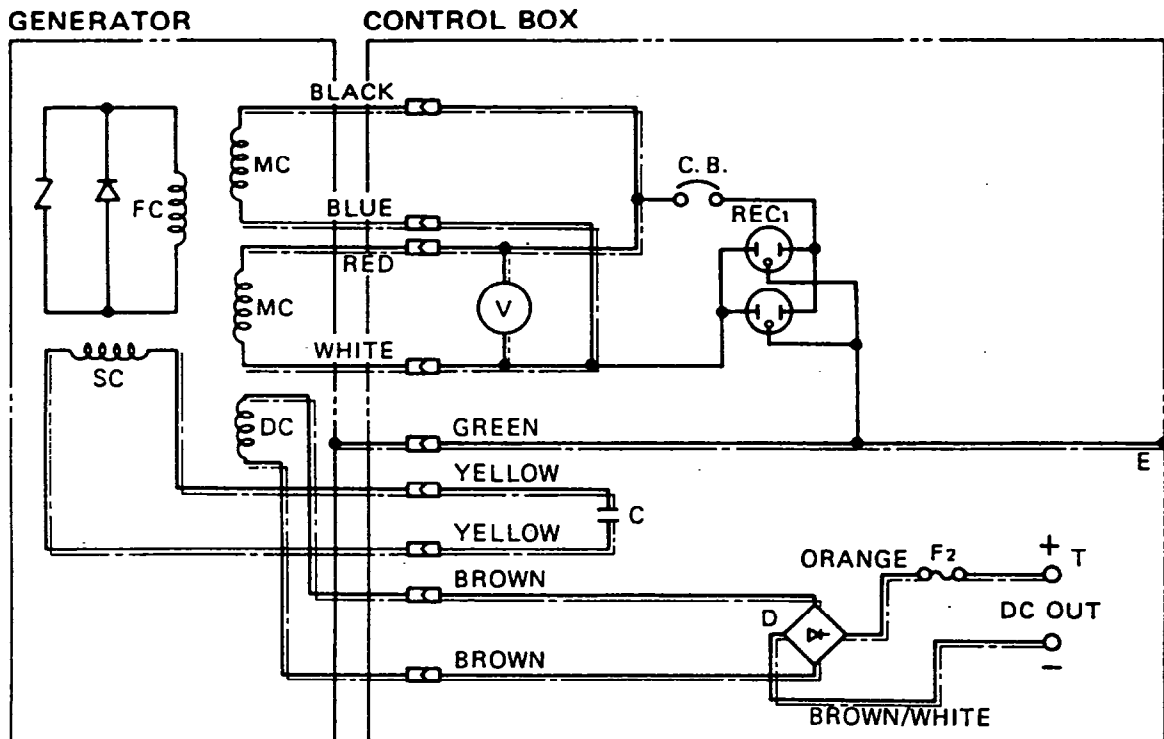 GENERATOR
CONTROL BOX
BLACK
MC
C. B.
FC
BLUE
REC1
RED
MC
V
WHITE
SC
DC
GREEN
E
YELLOW
C
YELLOW
ORANGE
F2
+
T
BROWN
D
DC OUT
BROWN
−
BROWN/WHITE